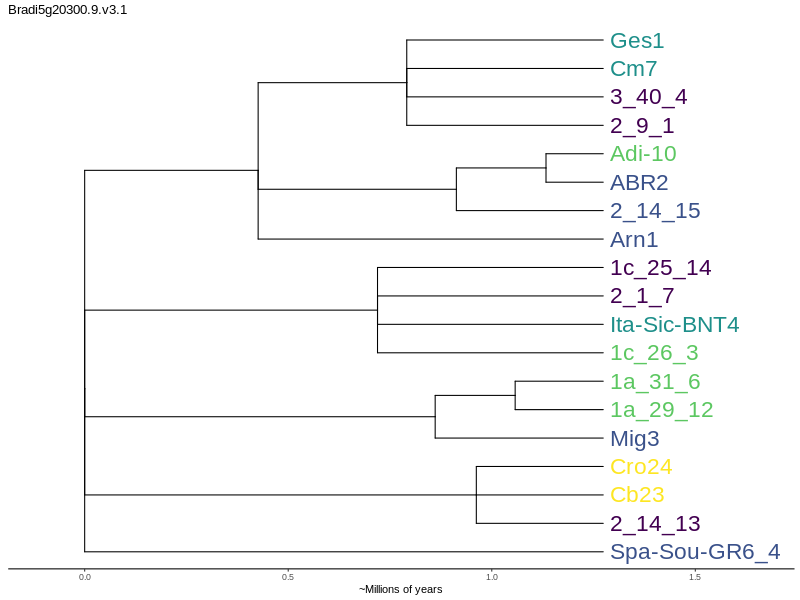 Bradi5g20300.9.v3.1
Ges1
Cm7
3_40_4
2_9_1
Adi-10
ABR2
2_14_15
Arn1
1c_25_14
2_1_7
Ita-Sic-BNT4
1c_26_3
1a_31_6
1a_29_12
Mig3
Cro24
Cb23
2_14_13
Spa-Sou-GR6_4
0.0 0.5 1.0 1.5
~Millions of years